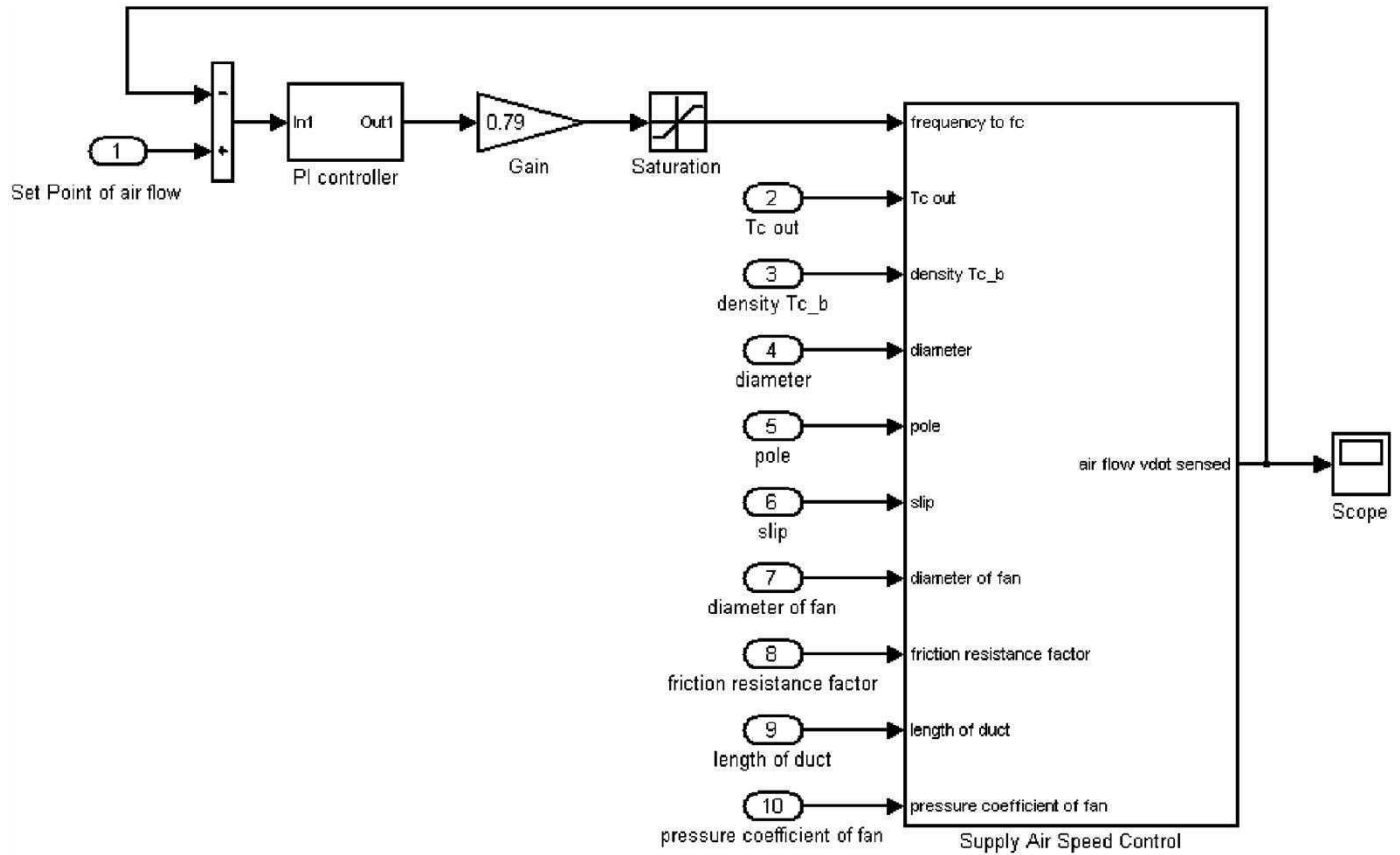 -
+
1
Set Point of air flow
In1 Out1
PI controller
0.79
Gain
Saturation
frequency to fc
2
Tc out
Tc out
3
density Tc_b
density Tc_b
4
diameter
diameter
5
pole
pole
6
slip
slip
7
diameter of fan
diameter of fan
8
friction resistance factor
friction resistance factor
9
length of duct
length of duct
10
pressure coefficient of fan
pressure coefficient of fan
air flow vdot sensed
Supply Air Speed Control
Scope